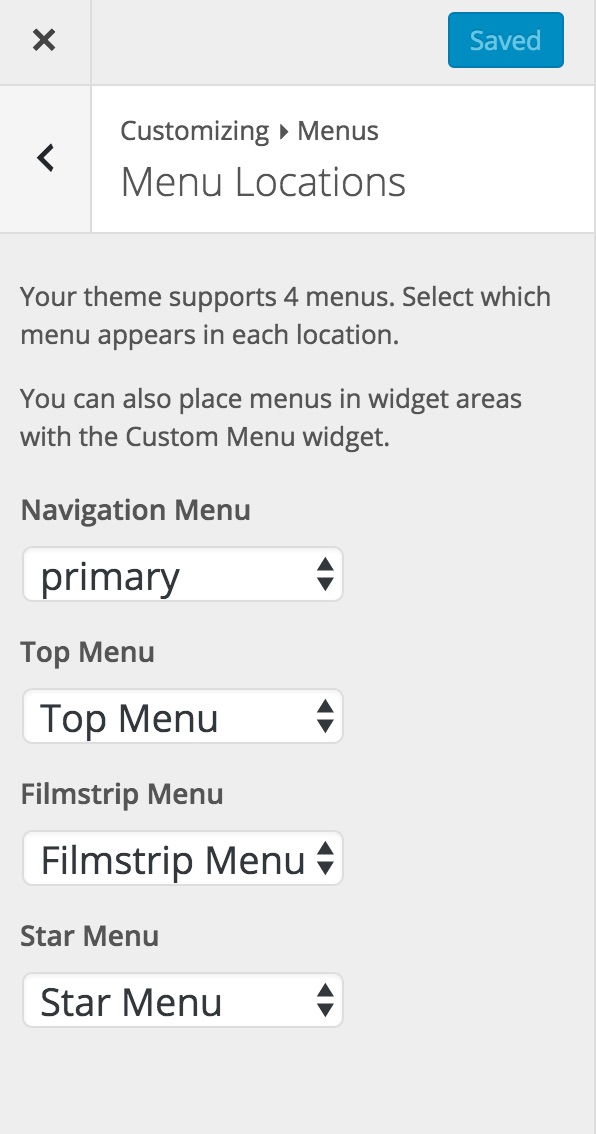 Saved
Customizing ▸ Menus
Menu Locations
Your theme supports 4 menus. Select which
menu appears in each location.
You can also place menus in widget areas
with the Custom Menu widget.
Navigation Menu
primary
Top Menu
Top Menu
Filmstrip Menu
Filmstrip Menu
Star Menu
Star Menu